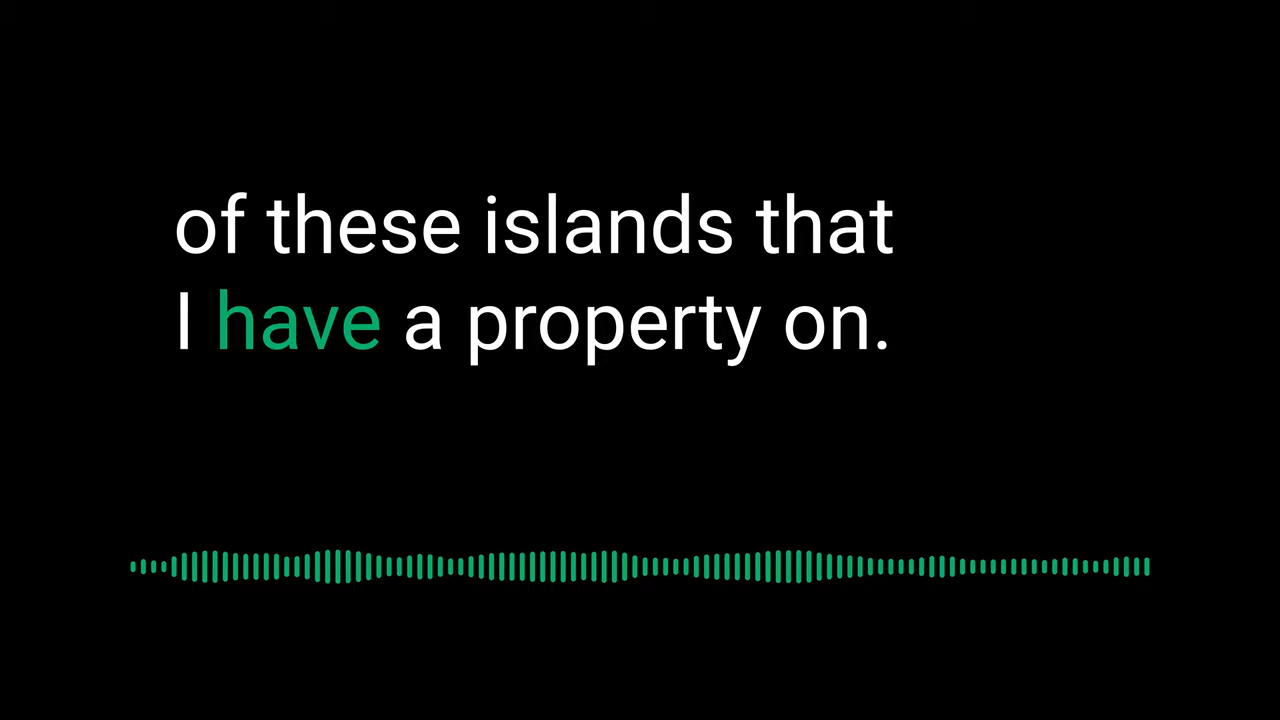 of these islands that
I have a property on.